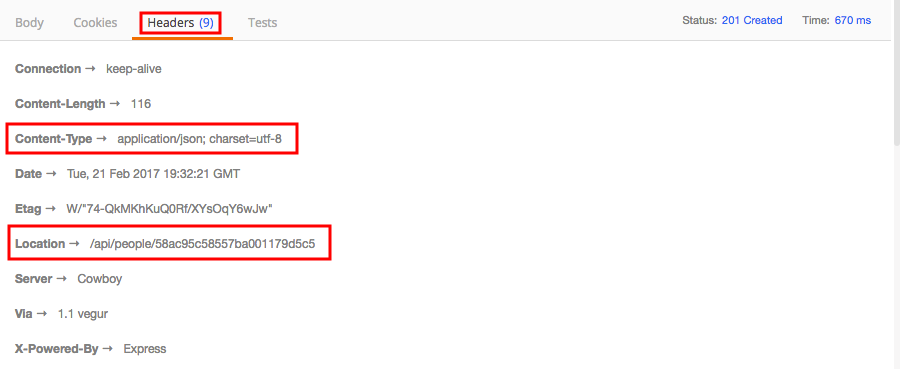 Body Cookies Headers (9) Tests Status: 201 Created Time: 670 ms
Connection → keep-alive
Content-Length → 116
Content-Type → application/json; charset=utf-8
Date → Tue, 21 Feb 2017 19:32:21 GMT
Etag → W/"74-QkMKhKuQ0Rf/XYsOqY6wJw"
Location → /api/people/58ac95c58557ba001179d5c5
Server → Cowboy
Via → 1.1 vegur
X-Powered-By → Express